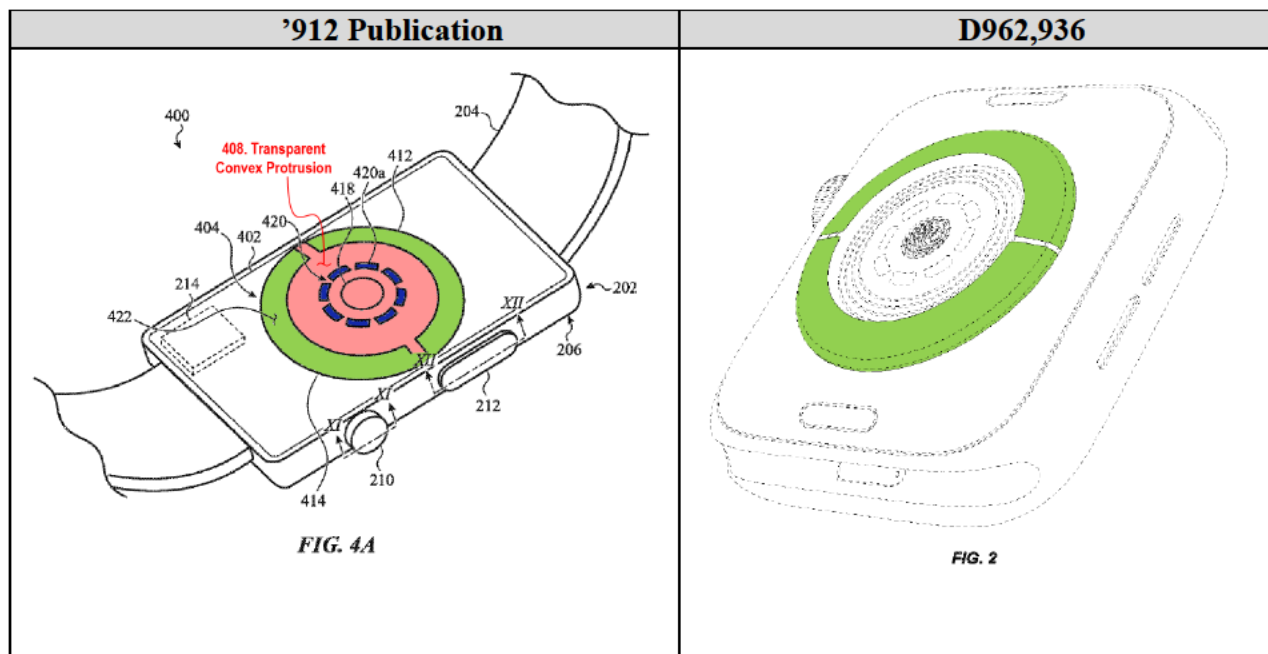 ’912 Publication
D962,936
400
204
408. Transparent
Convex Protrusion
412
420a
418
420
402
404
214
422
202
XII
206
XII
212
XI
XI
210
414
FIG. 4A
FIG. 2